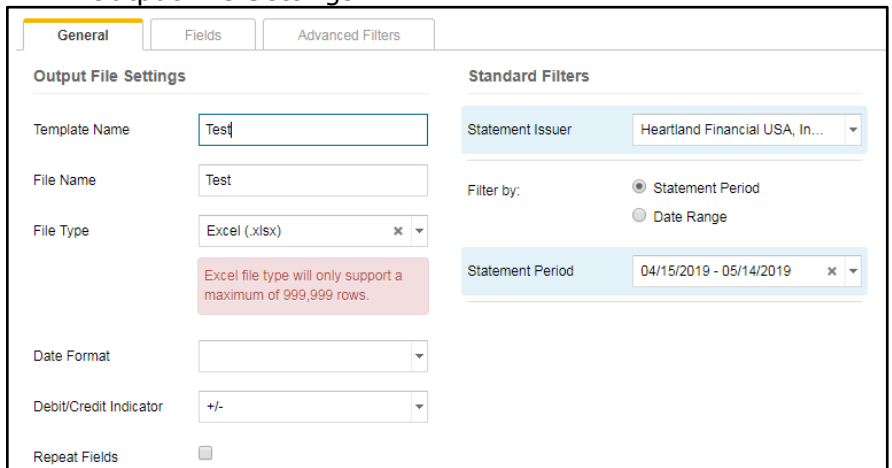 General Fields Advanced Filters
Output File Settings
Template Name Test
File Name Test
File Type Excel (.xlsx)
Excel file type will only support a
maximum of 999,999 rows.
Date Format
Debit/Credit Indicator +/-
Repeat Fields
Standard Filters
Statement Issuer Heartland Financial USA, In...
Filter by: Statement Period
Date Range
Statement Period 04/15/2019 - 05/14/2019